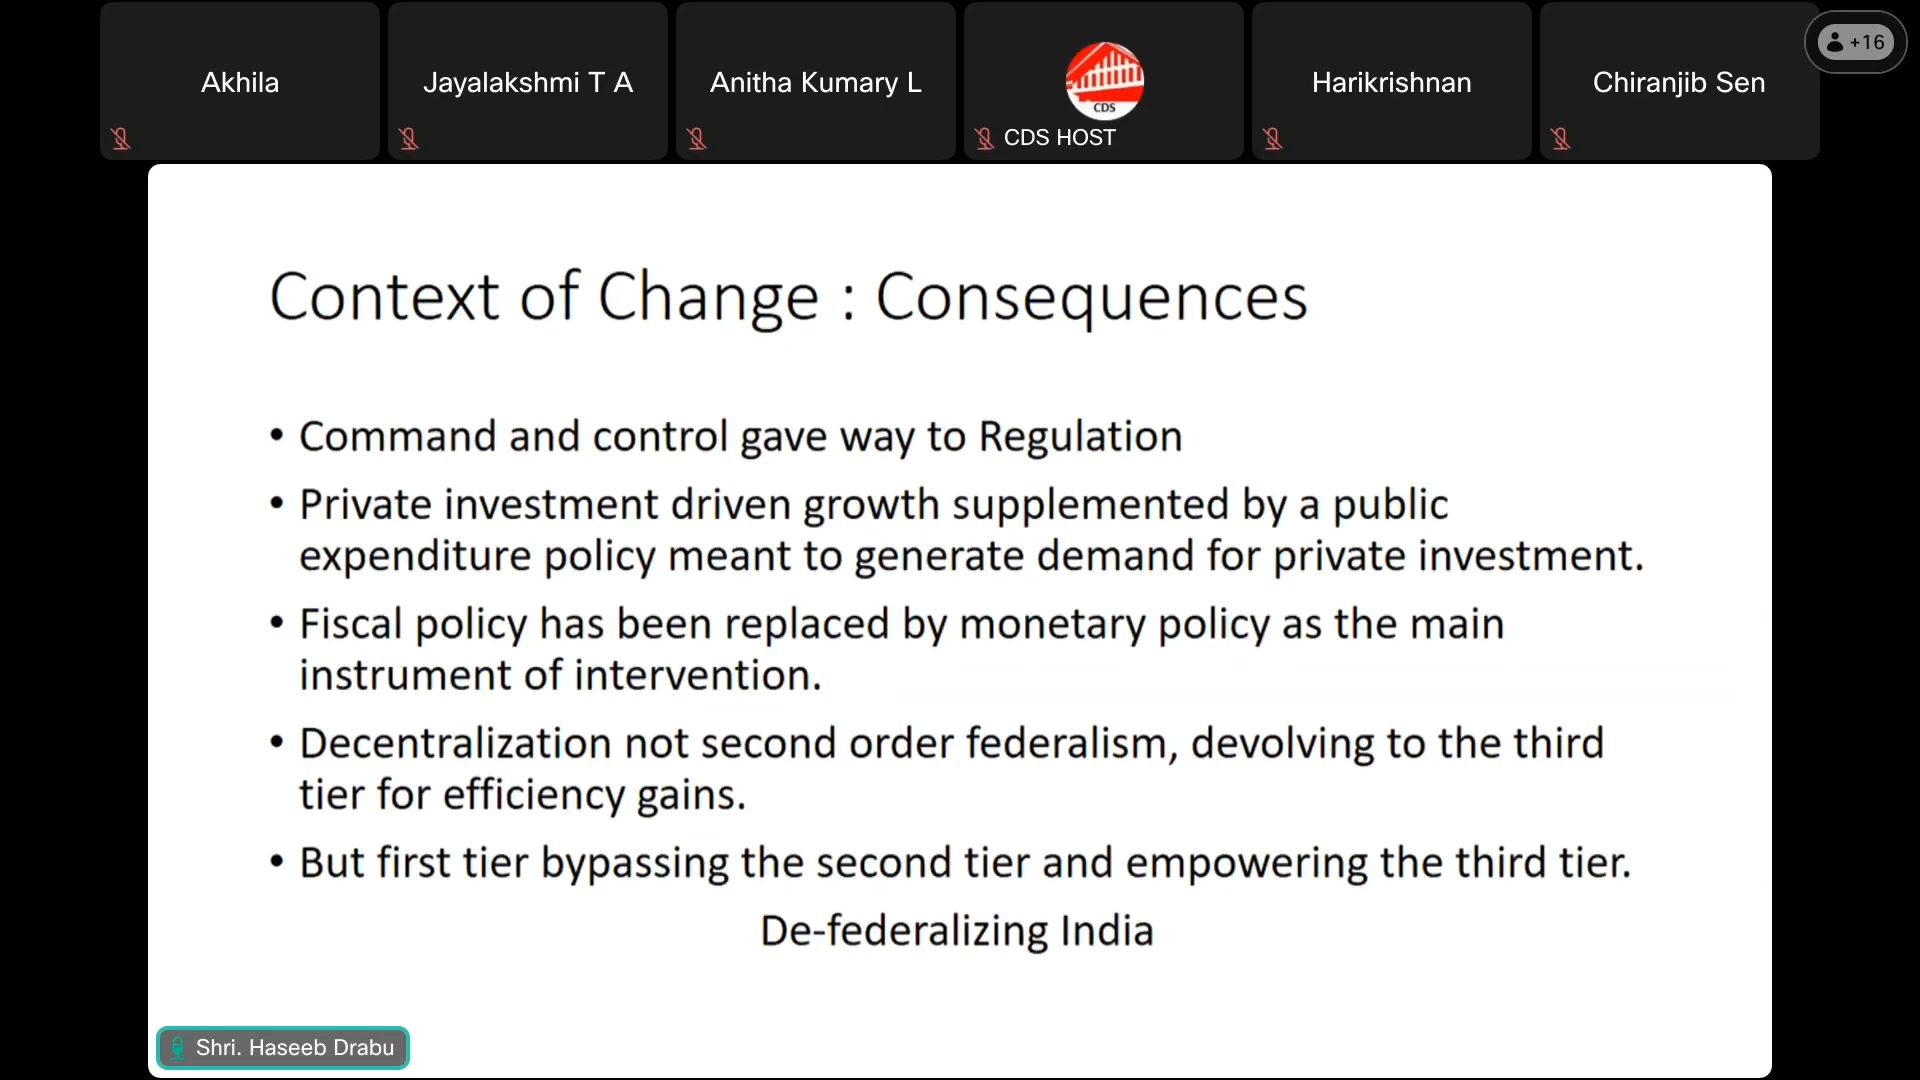 Akhila
Jayalakshmi T A
Anitha Kumary L
CDS
CDS HOST
Harikrishnan
Chiranjib Sen
+16
Context of Change : Consequences
• Command and control gave way to Regulation
• Private investment driven growth supplemented by a public
expenditure policy meant to generate demand for private investment.
• Fiscal policy has been replaced by monetary policy as the main
instrument of intervention.
• Decentralization not second order federalism, devolving to the third
tier for efficiency gains.
• But first tier bypassing the second tier and empowering the third tier.
De-federalizing India
Shri. Haseeb Drabu